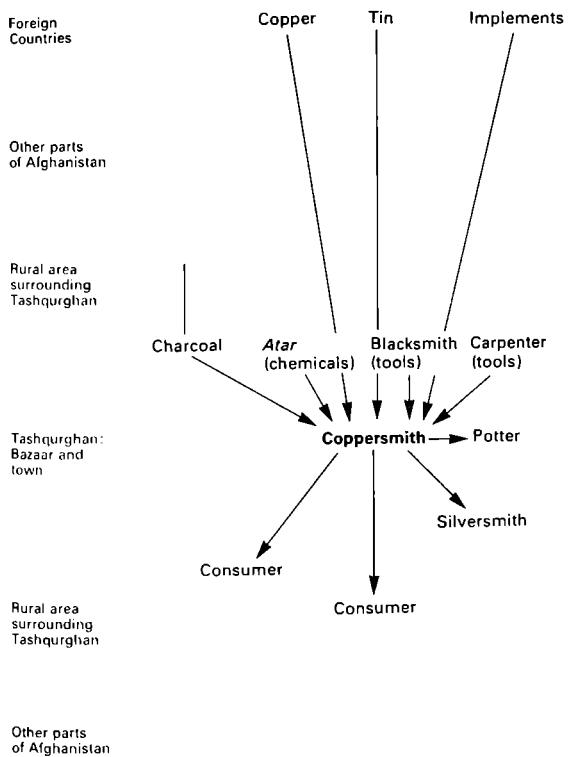 Foreign
Countries
Copper
Tin
Implements
Other parts
of Afghanistan
Rural area
surrounding
Tashqurghan
Charcoal
Atar
(chemicals)
Blacksmith
(tools)
Carpenter
(tools)
Tashqurghan:
Bazaar and
town
Coppersmith
Potter
Silversmith
Consumer
Consumer
Rural area
surrounding
Tashqurghan
Other parts
of Afghanistan